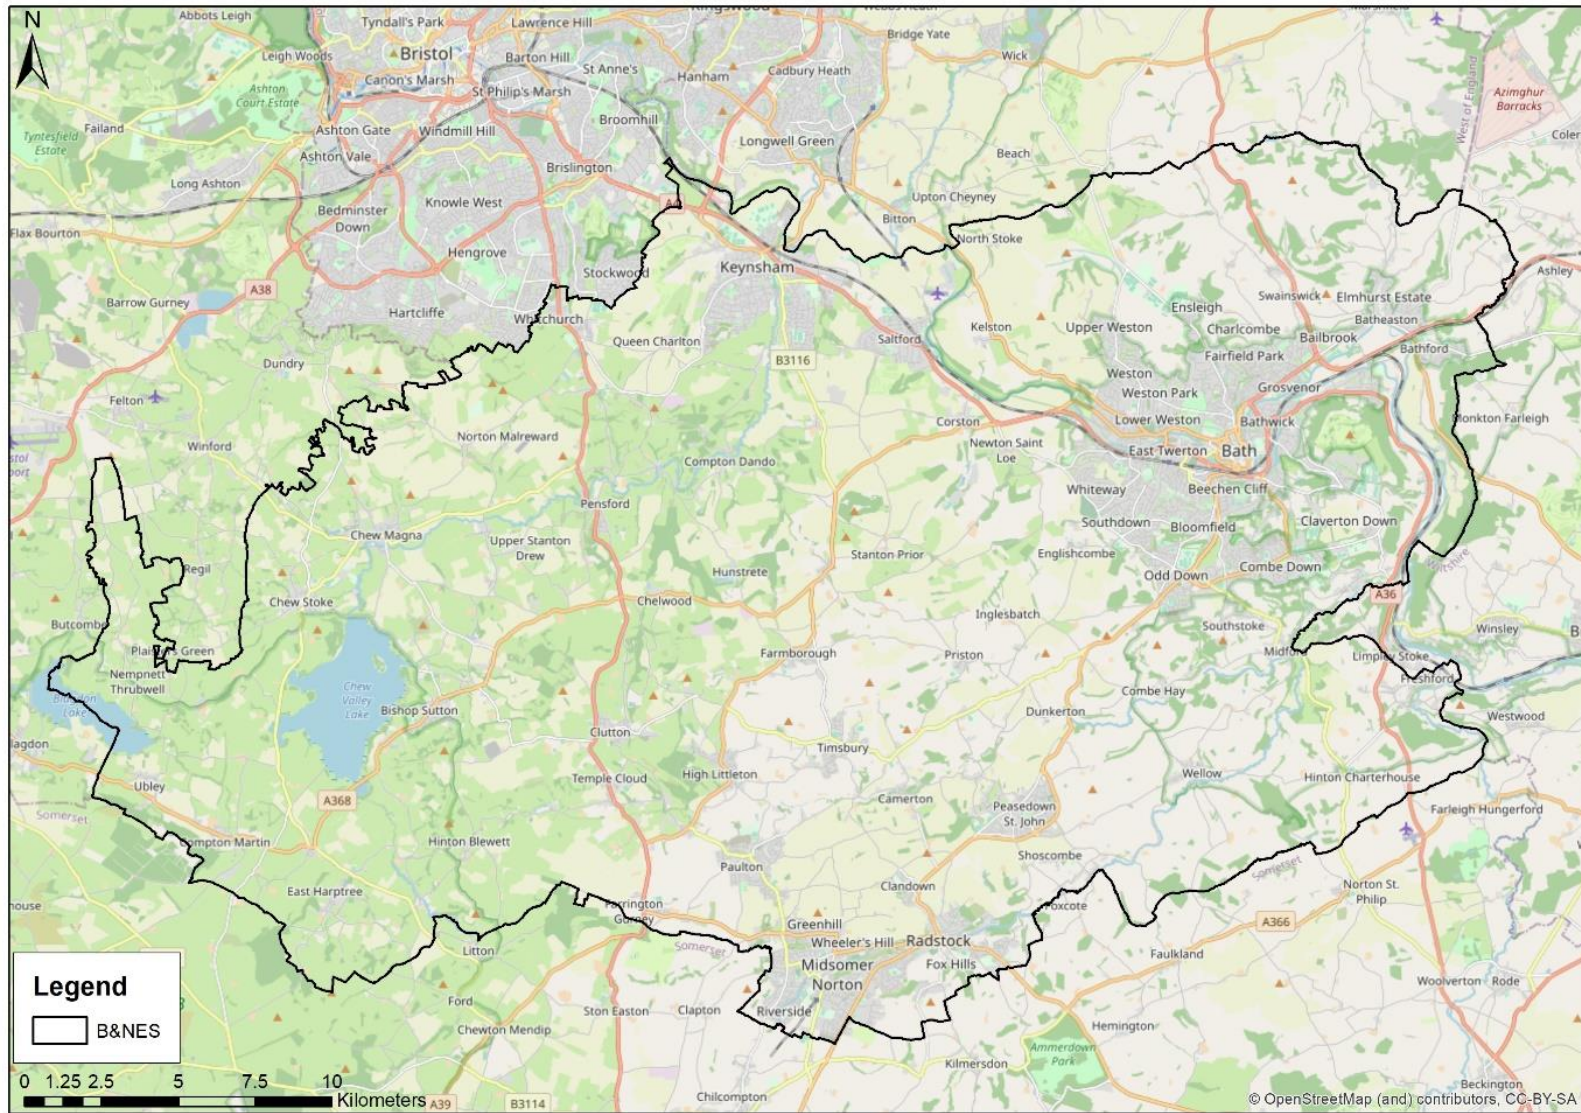 Abbots Leigh
Tyndall's Park
Lawrence Hill
Bridge Yate
N
Leigh Woods
Bristol
Barton Hill
St Anne's
Wick
Canon's Marsh
Hanham
Cadbury Heath
Ashton
Court Estate
St Philip's Marsh
Azimghur
Barracks
West of England
Tyntesfield
Estate
Failand
Ashton Gate
Windmill Hill
Broomhill
Longwell Green
Ashton Vale
Beach
Long Ashton
Brislington
Bedminster
Down
Knowle West
Upton Cheyney
Bitton
Flax Bourton
Hengrove
North Stoke
Stockwood
Keynsham
Ashley
A38
Barrow Gurney
Hartcliffe
Whitchurch
Ensleigh
Swainswick
Elmhurst Estate
Kelston
Upper Weston
Charlcombe
Batheaston
Queen Charlton
Saltford
Bailbrook
Bathford
Dundry
B3116
Fairfield Park
Weston
Weston Park
Grosvenor
Felton
Lower Weston
Bathwick
Monkton Farleigh
Winford
Norton Malreward
Corston
Newton Saint
Loe
East Twerton
Bath
Compton Dando
Whiteway
Beechen Cliff
Pensford
Southdown
Bloomfield
Claverton Down
Chew Magna
Upper Stanton
Drew
Stanton Prior
Englishcombe
Wiltshire
Regil
Hunstrete
Odd Down
Combe Down
Chew Stoke
Chelwood
A36
Butcombe
Inglesbatch
Southstoke
Winsley
Plaisters Green
Farmborough
Priston
Midford
Limpley Stoke
Nempnett
Thrubwell
Freshford
Blagdon
Lake
Chew
Valley
Lake
Combe Hay
Bishop Sutton
Dunkerton
Westwood
Clutton
Timsbury
Temple Cloud
High Littleton
Wellow
Hinton Charterhouse
Ubley
A368
Camerton
Peasedown
St. John
Farleigh Hungerford
Somerset
Compton Martin
Hinton Blewett
Shoscombe
Paulton
Somerset
East Harptree
Clandown
Norton St.
Philip
Farrington
Gurney
Foxcote
Greenhill
A366
Somerset
Wheeler's Hill
Radstock
Litton
Fox Hills
Faulkland
Midsomer
Norton
Legend
Woolverton
Rode
Ford
Ston Easton
Clapton
Riverside
B&NES
Chewton Mendip
Hemington
Ammerdown
Park
Kilmersdon
0 1.25 2.5 5 7.5 10
Kilometers
A39
B3114
Chilcompton
Beckington
© OpenStreetMap (and) contributors, CC-BY-SA